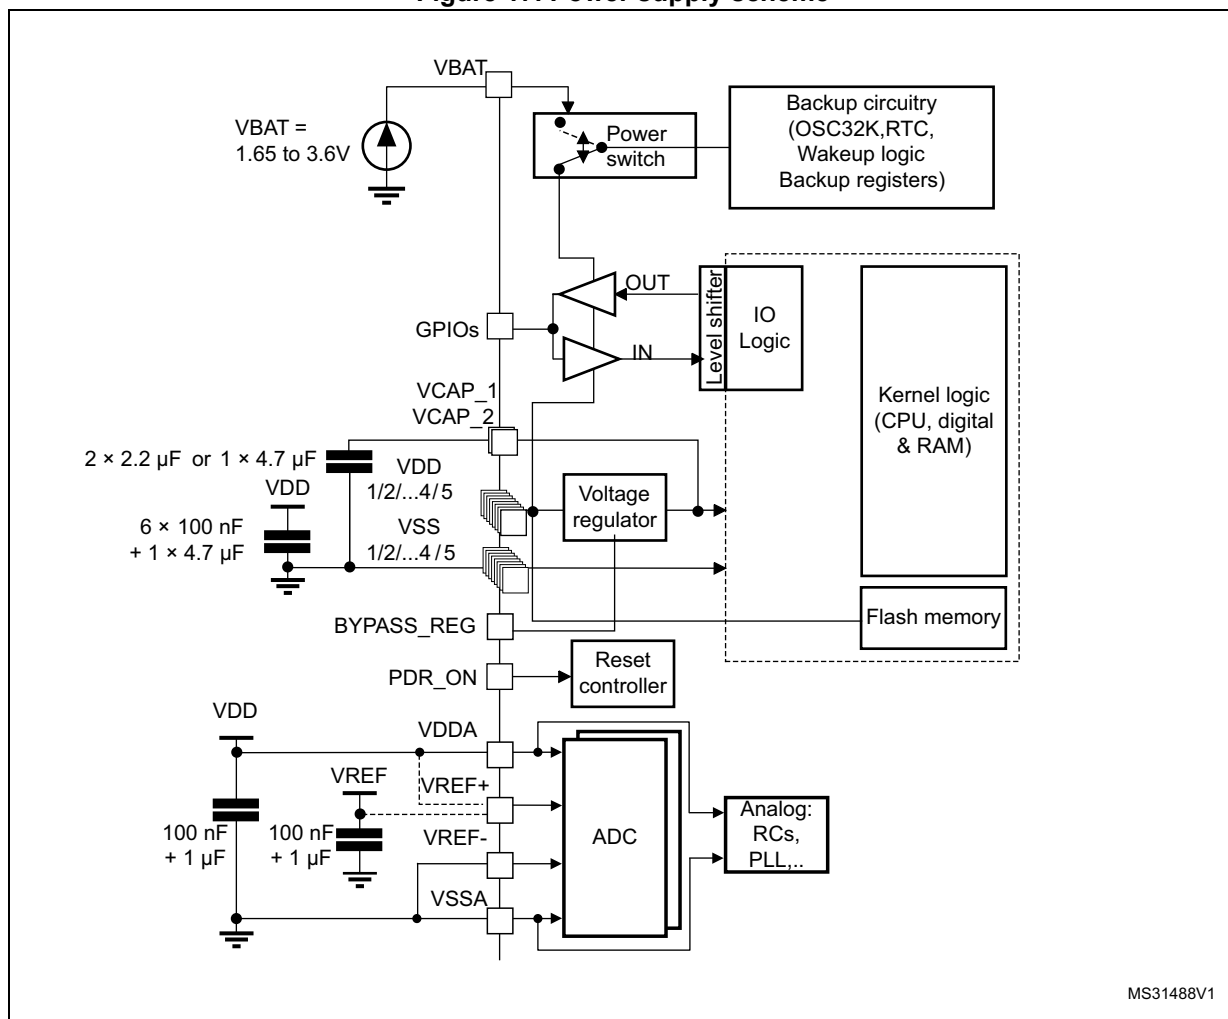 VBAT
VBAT =
1.65 to 3.6V
Power
switch
Backup circuitry
(OSC32K,RTC,
Wakeup logic
Backup registers)
OUT
GPIOs
IN
Level shifter
IO
Logic
Kernel logic
(CPU, digital
& RAM)
VCAP_1
VCAP_2
2 × 2.2 μF or 1 × 4.7 μF
VDD
VDD
1/2/...4/5
Voltage
regulator
6 × 100 nF
+ 1 × 4.7 μF
VSS
1/2/...4/5
BYPASS_REG
Flash memory
PDR_ON
Reset
controller
VDD
VDDA
VREF
VREF+
100 nF
+ 1 μF
100 nF
+ 1 μF
VREF-
ADC
Analog:
RCs,
PLL,..
VSSA
MS31488V1